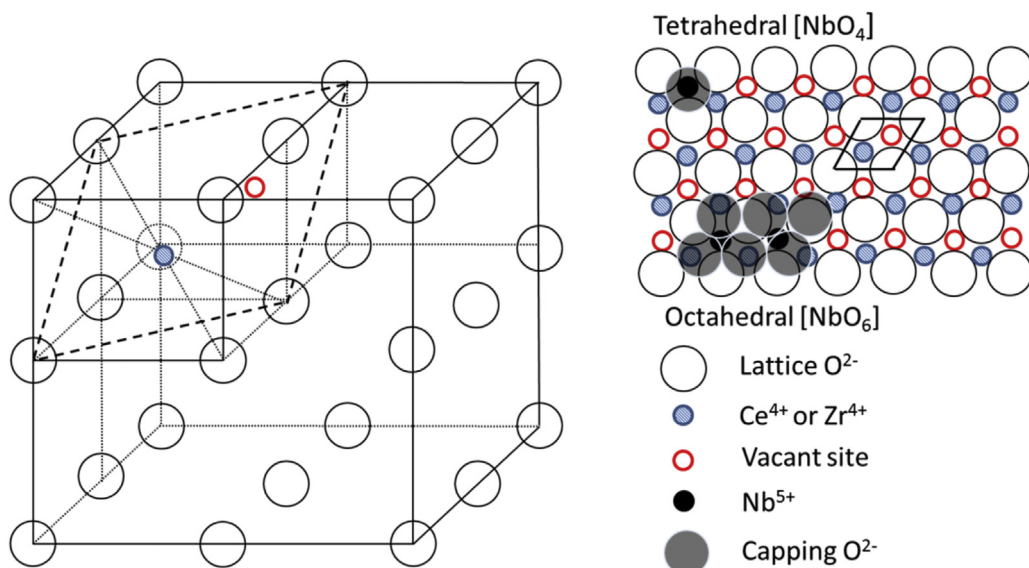 Tetrahedral [NbO₄]
Octahedral [NbO₆]
Lattice O²⁻
Ce⁴⁺ or Zr⁴⁺
Vacant site
Nb⁵⁺
Capping O²⁻